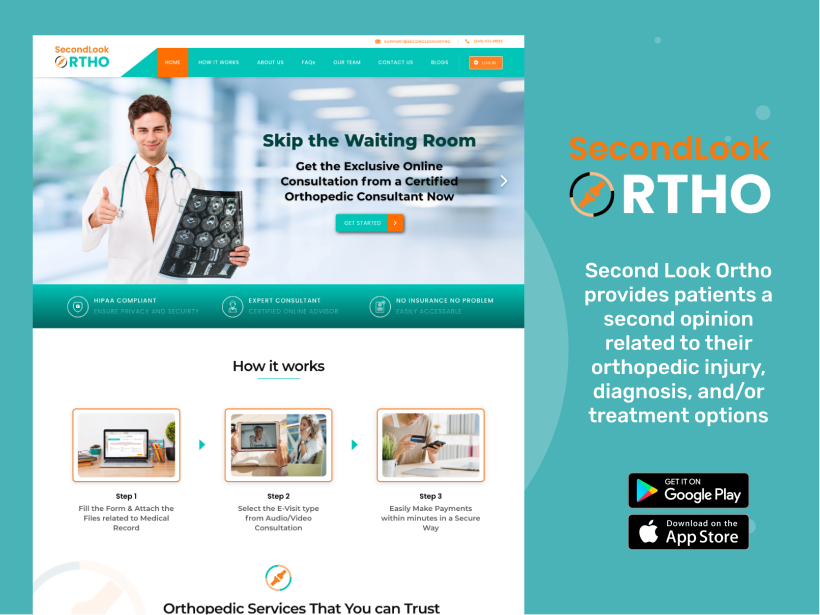 SecondLook
ORTHO
HOME
HOW IT WORKS
ABOUT US
FAQs
OUR TEAM
CONTACT US
BLOGS
LOG IN
Skip the Waiting Room
Get the Exclusive Online
Consultation from a Certified
Orthopedic Consultant Now
GET STARTED
HIPAA COMPLIANT
ENSURE PRIVACY AND SECUIRTY
EXPERT CONSULTANT
CERTIFIED ONLINE ADVISOR
NO INSURANCE NO PROBLEM
EASILY ACCESSABLE
How it works
Step 1
Fill the Form & Attach the
Files related to Medical
Record
Step 2
Select the E-Visit type
from Audio/Video
Consultation
Step 3
Easily Make Payments
within minutes in a Secure
Way
Orthopedic Services That You can Trust
SecondLook
ORTHO
Second Look Ortho
provides patients a
second opinion
related to their
orthopedic injury,
diagnosis, and/or
treatment options
GET IT ON
Google Play
Download on the
App Store